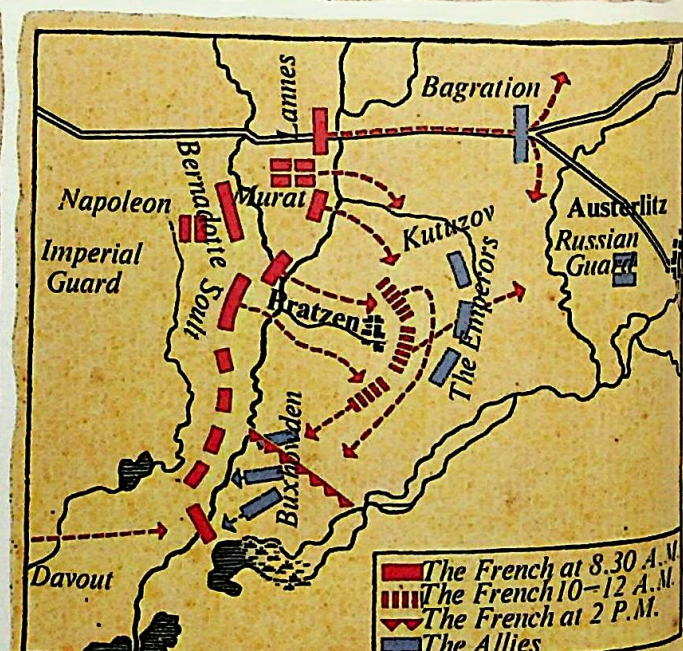 Lannes
Bagration
Bernadotte
Murat
Napoleon
Imperial
Guard
Soult
Kutuzov
Austerlitz
Russian
Guard
Pratzen
The Emperors
Buxhowden
Davout
The French at 8.30 A.M.
The French 10-12 A.M.
The French at 2 P.M.
The Allies